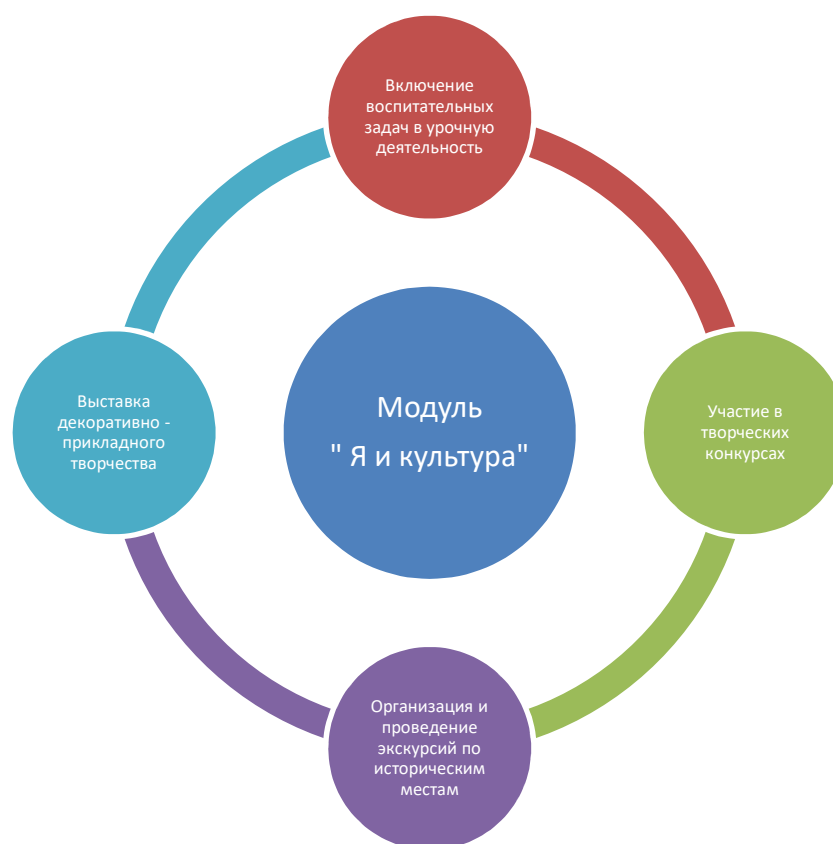 Включение
воспитательных
задач в урочную
деятельность
Выставка
декоративно -
прикладного
творчества
Модуль
" Я и культура"
Участие в
творческих
конкурсах
Организация и
проведение
экскурсий по
историческим
местам